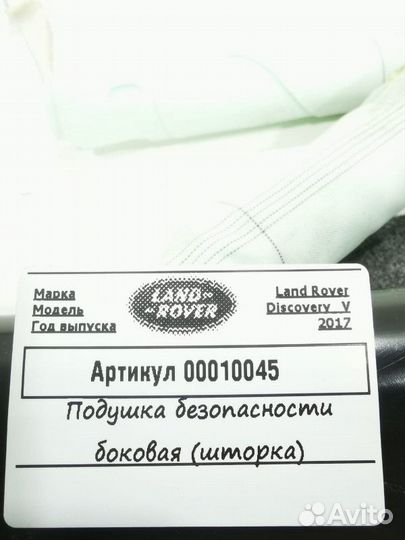 Марка Land Rover
Модель Discovery V
Год выпуска 2017
LAND-
-ROVER
Артикул 00010045
Подушка безопасности
боковая (шторка)
Avito